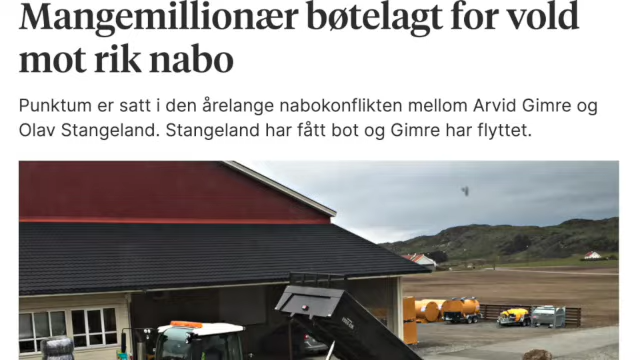 Mangemillionær bøtelagt for vold
mot rik nabo
Punktum er satt i den årelange nabokonflikten mellom Arvid Gimre og
Olav Stangeland. Stangeland har fått bot og Gimre har flyttet.